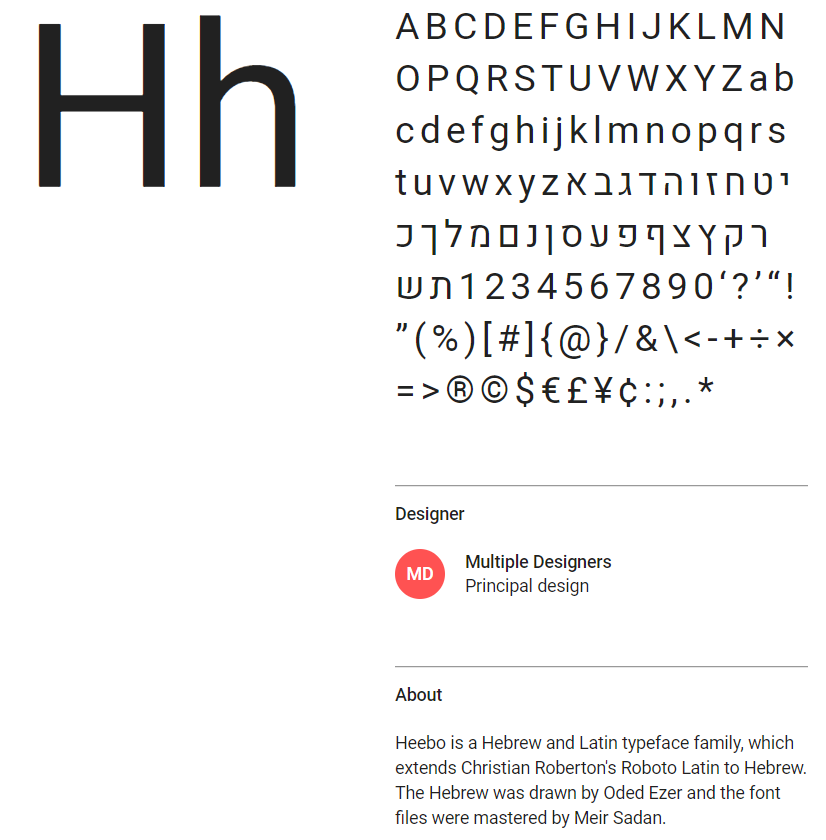 Hh
ABCDEFGHIJKLMN
OPQRSTUVWXYZab
cdefghijklmnopqrs
tuvwxyzאבגדהוזחטי
כךלמםנןסעפףצץקר
שת1234567890‘?’“!
”(%)[#]{@}/&\<-+÷×
=>®©$€£¥¢:;,.*
Designer
MD
Multiple Designers
Principal design
About
Heebo is a Hebrew and Latin typeface family, which
extends Christian Roberton's Roboto Latin to Hebrew.
The Hebrew was drawn by Oded Ezer and the font
files were mastered by Meir Sadan.